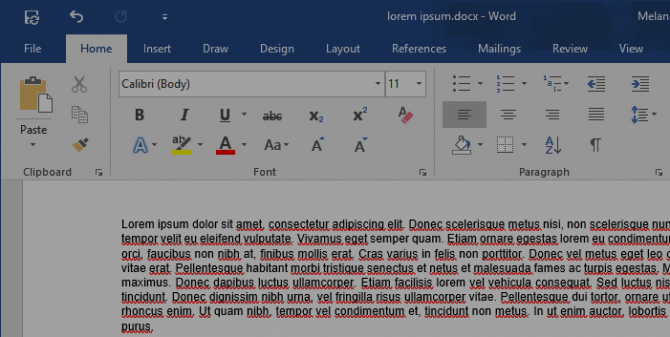 lorem ipsum.docx - Word Melan
File Home Insert Draw Design Layout References Mailings Review View
Calibri (Body) 11
Paste
B I U abc x2 x2
A ab A Aa A A
A Z
Clipboard Font Paragraph
Lorem ipsum dolor sit amet, consectetur adipiscing elit. Donec scelerisque metus nisi, non scelerisque nun
tempor velit eu eleifend vulputate. Vivamus eget semper quam. Etiam ornare egestas lorem eu condimentu
orci, faucibus non nibh at, finibus mollis erat. Cras varius in felis non porttitor. Donec vel metus eget leo
vitae erat. Pellentesque habitant morbi tristique senectus et netus et malesuada fames ac turpis egestas. M
maximus. Donec dapibus luctus ullamcorper. Etiam facilisis lorem vel vehicula consequat. Sed luctus nis
tincidunt. Donec dignissim nibh urna, vel fringilla risus ullamcorper vitae. Pellentesque dui tortor, ornare u
rhoncus enim. Ut quam nibh, tempor vel condimentum et, tincidunt non metus. In ut enim auctor, lobortis
purus.